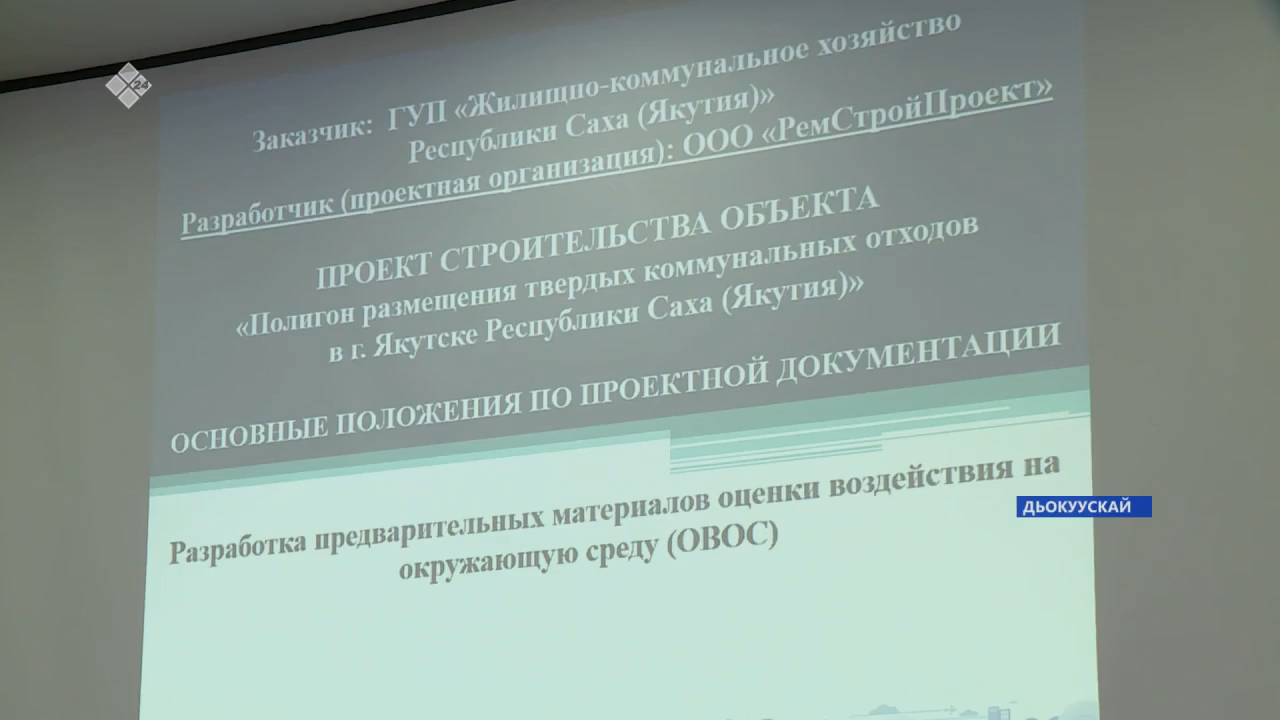 24
Заказчик: ГУП «Жилищно-коммунальное хозяйство
Республики Саха (Якутия)»
Разработчик (проектная организация): ООО «РемСтройПроект»
ПРОЕКТ СТРОИТЕЛЬСТВА ОБЪЕКТА
«Полигон размещения твердых коммунальных отходов
в г. Якутске Республики Саха (Якутия)»
ОСНОВНЫЕ ПОЛОЖЕНИЯ ПО ПРОЕКТНОЙ ДОКУМЕНТАЦИИ
Разработка предварительных материалов оценки воздействия на
окружающую среду (ОВОС)
ДЬОКУУСКАЙ